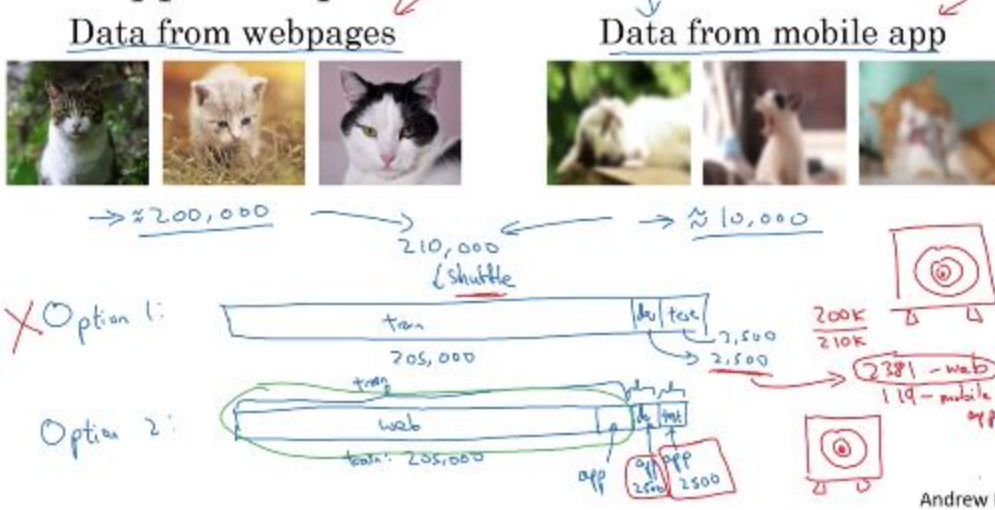 Data from webpages
Data from mobile app
→ ≈ 200,000
→ ≈ 10,000
210,000
shuffle
X Option 1:
train
dev
test
2,500
2,500
205,000
200K
210K
2381 - web
119 - mobile
app
Option 2:
train
dev
test
web
dev
test
train: 205,000
app
app
2500
app
2500
Andrew